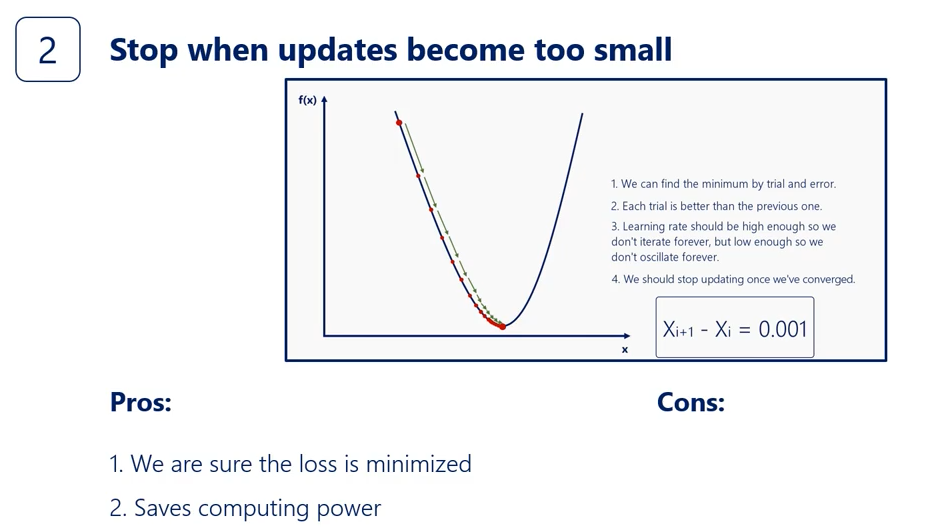 2
Stop when updates become too small
f(x)
1. We can find the minimum by trial and error.
2. Each trial is better than the previous one.
3. Learning rate should be high enough so we
don't iterate forever, but low enough so we
don't oscillate forever.
4. We should stop updating once we've converged.
Xi+1 - Xi = 0.001
x
Pros:
Cons:
1. We are sure the loss is minimized
2. Saves computing power